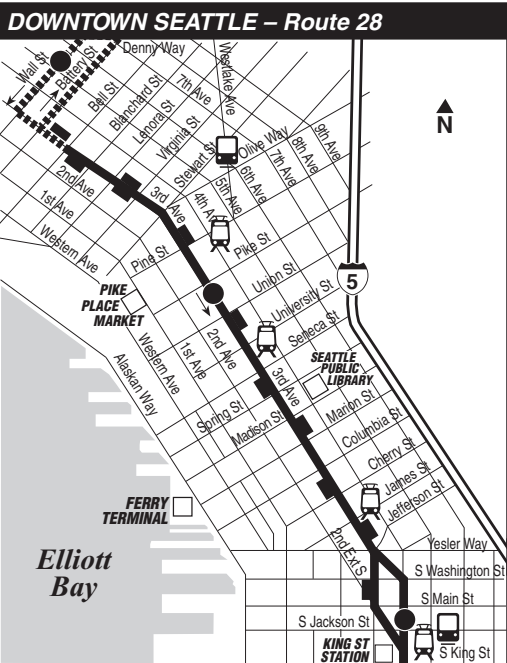 DOWNTOWN SEATTLE – Route 28
Wall St
Battery St
Denny Way
Westlake Ave
Bell St
Blanchard St
7th Ave
Lenora St
Virginia St
Stewart St
Olive Way
9th Ave
8th Ave
7th Ave
6th Ave
5th Ave
4th Ave
3rd Ave
2nd Ave
1st Ave
Western Ave
N
Pine St
Pike St
Union St
5
PIKE
PLACE
MARKET
University St
Seneca St
2nd Ave
1st Ave
Western Ave
Alaskan Way
SEATTLE
PUBLIC
LIBRARY
3rd Ave
Spring St
Madison St
Marion St
Columbia St
Cherry St
James St
Jefferson St
FERRY
TERMINAL
2nd Ext S
Yesler Way
Elliott
Bay
S Washington St
S Main St
S Jackson St
KING ST
STATION
S King St